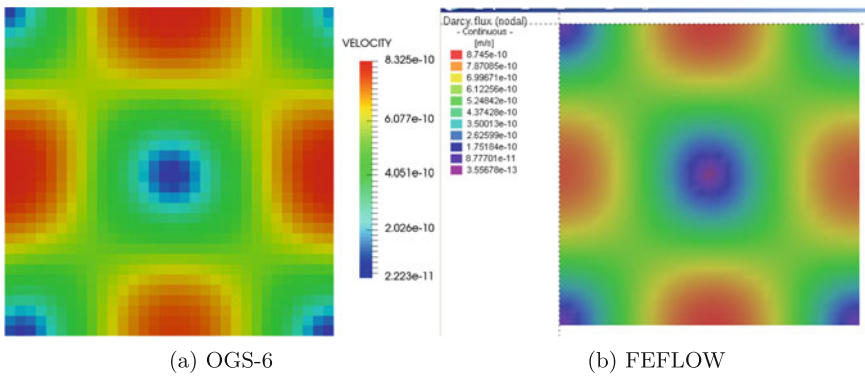 VELOCITY
8.325e-10
6.077e-10
4.051e-10
2.026e-10
2.223e-11
Darcy flux (nodal)
- Continuous -
[m/s]
8.745e-10
7.87085e-10
6.99671e-10
6.12256e-10
5.24842e-10
4.37428e-10
3.50013e-10
2.62599e-10
1.75184e-10
8.77701e-11
3.55678e-13
(a) OGS-6
(b) FEFLOW